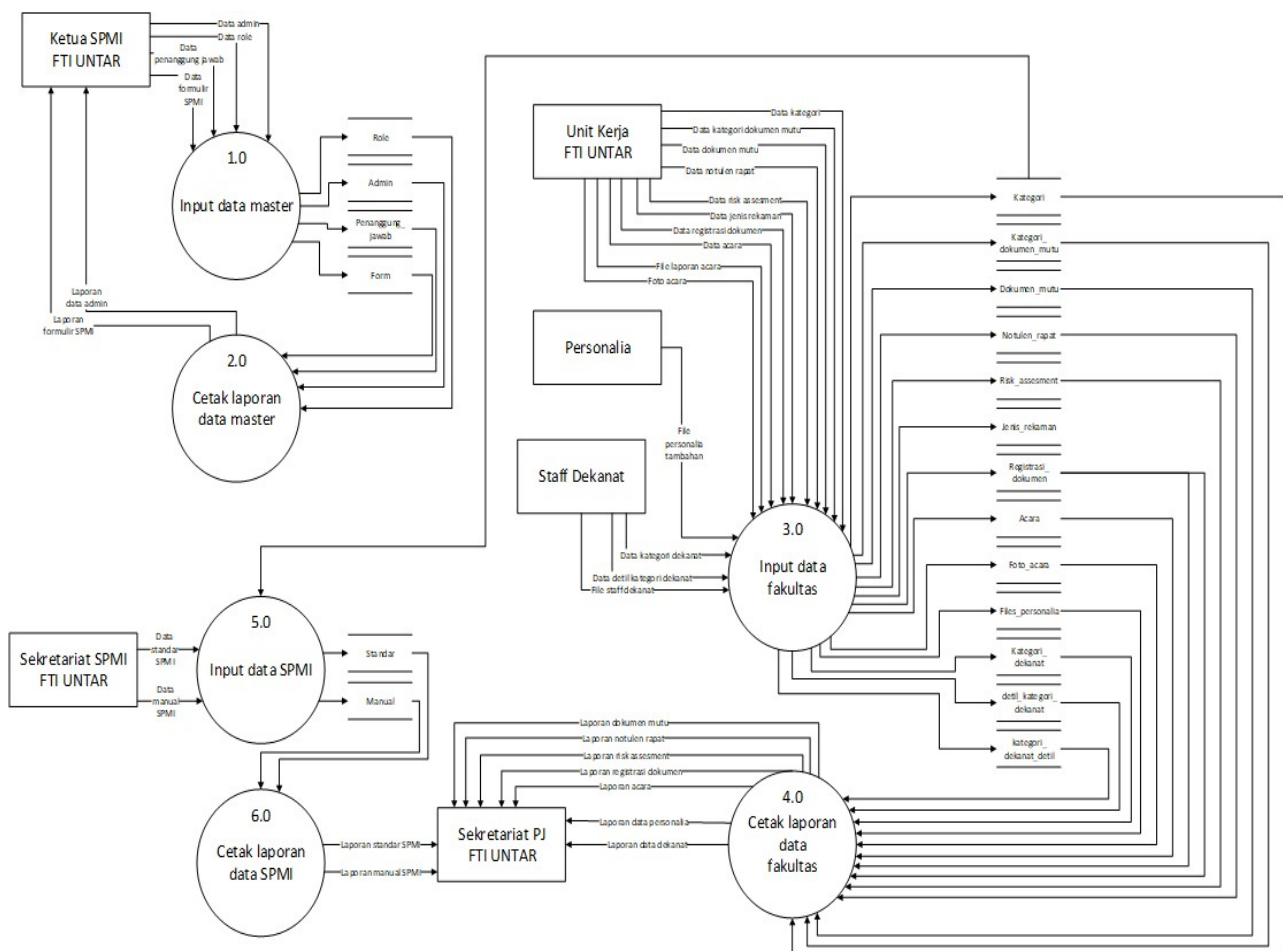 Ketua SPMI
FTI UNTAR
Data admin
Data role
Data
penanggung jawab
Data
formulir
SPMI
1.0
Input data master
Role
Admin
Penanggung_
jawab
Form
Laporan
data admin
Laporan
formulir SPMI
2.0
Cetak laporan
data master
Unit Kerja
FTI UNTAR
Data kategori
Data kategori dokumen mutu
Data dokumen mutu
Data notulen rapat
Data risk assesment
Data jenis rekaman
Data registrasi dokumen
Data acara
File laporan acara
Foto acara
Personalia
File
personalia
tambahan
Staff Dekanat
Data kategori dekanat
Data detil kategori dekanat
File staff dekanat
3.0
Input data
fakultas
Kategori
Kategori_
dokumen_mutu
Dokumen_mutu
Notulen_rapat
Risk_assesment
Jenis_rekaman
Registrasi_
dokumen
Acara
Foto_acara
Files_personalia
Kategori_
dekanat
detil_kategori_
dekanat
kategori_
dekanat_detil
Sekretariat SPMI
FTI UNTAR
Data
standar
SPMI
Data
manual
SPMI
5.0
Input data SPMI
Standar
Manual
6.0
Cetak laporan
data SPMI
Laporan standar SPMI
Laporan manual SPMI
Sekretariat PJ
FTI UNTAR
Laporan dokumen mutu
Laporan notulen rapat
Laporan risk assesment
Laporan registrasi dokumen
Laporan acara
Laporan data personalia
Laporan data dekanat
4.0
Cetak laporan
data
fakultas